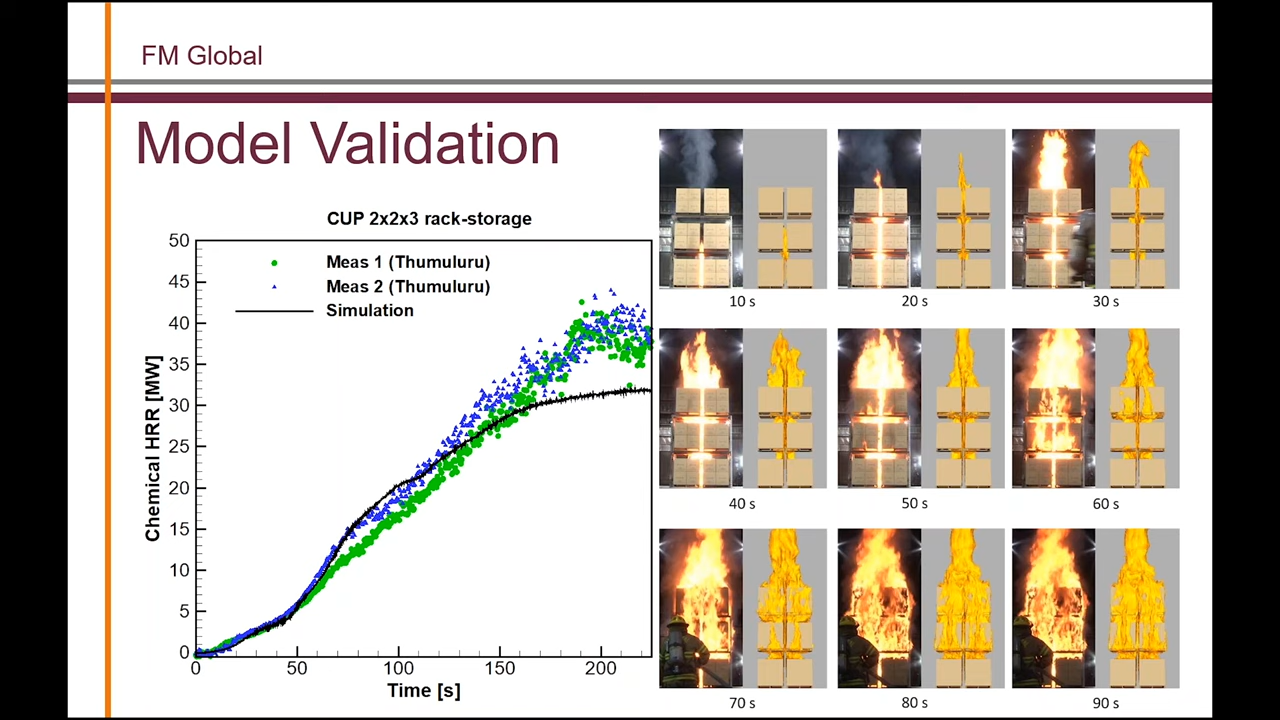 FM Global
Model Validation
CUP 2x2x3 rack-storage
50
45
40
35
30
25
20
15
10
5
0
Chemical HRR [MW]
Meas 1 (Thumuluru)
Meas 2 (Thumuluru)
Simulation
0 50 100 150 200
Time [s]
10 s 20 s 30 s
40 s 50 s 60 s
70 s 80 s 90 s